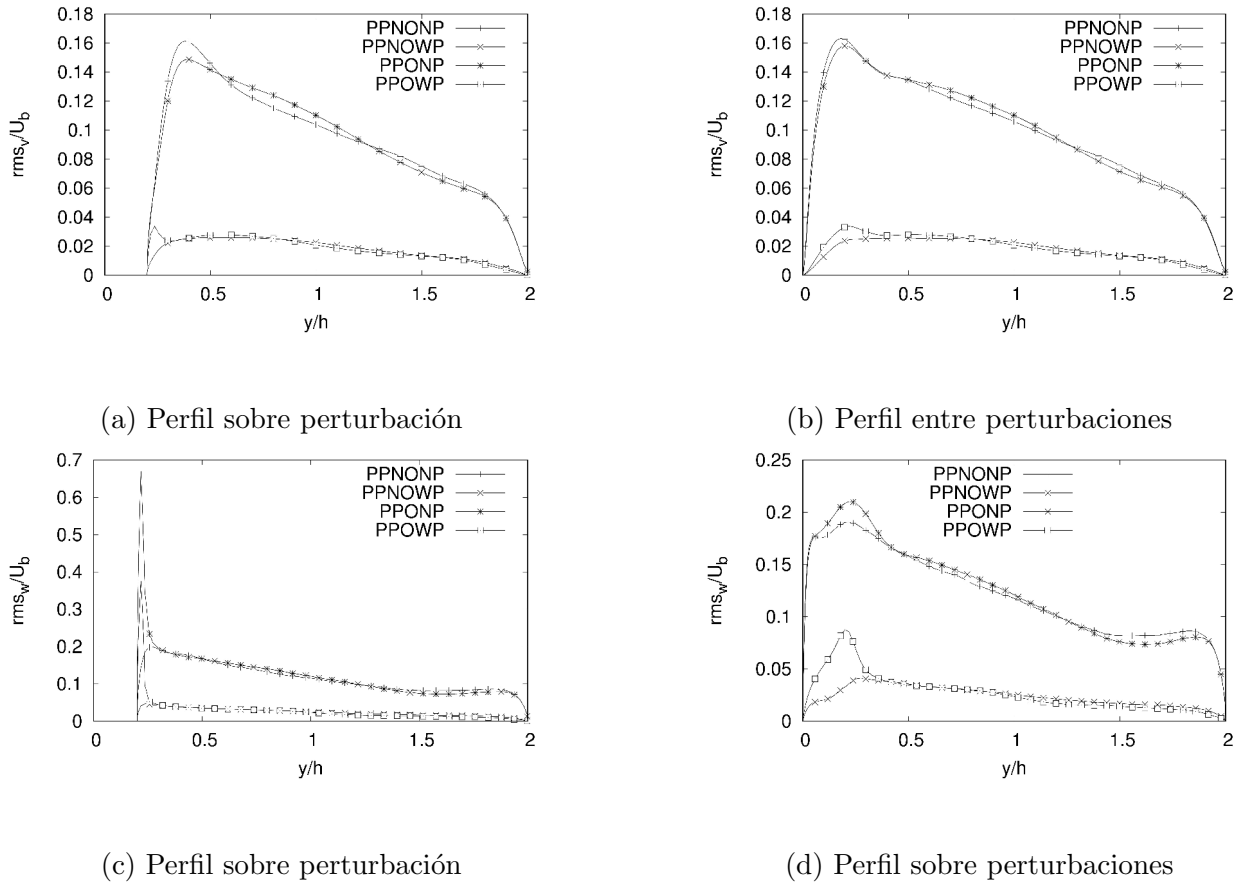 0.18
0.16
0.14
0.12
0.1
0.08
0.06
0.04
0.02
0
rms_v/U_b
PPNONP
PPNOWP
PPONP
PPOWP
0 0.5 1 1.5 2
y/h
(a) Perfil sobre perturbación
0.18
0.16
0.14
0.12
0.1
0.08
0.06
0.04
0.02
0
rms_v/U_b
PPNONP
PPNOWP
PPONP
PPOWP
0 0.5 1 1.5 2
y/h
(b) Perfil entre perturbaciones
0.7
0.6
0.5
0.4
0.3
0.2
0.1
0
rms_w/U_b
PPNONP
PPNOWP
PPONP
PPOWP
0 0.5 1 1.5 2
y/h
(c) Perfil sobre perturbación
0.25
0.2
0.15
0.1
0.05
0
rms_w/U_b
PPNONP
PPNOWP
PPONP
PPOWP
0 0.5 1 1.5 2
y/h
(d) Perfil sobre perturbaciones